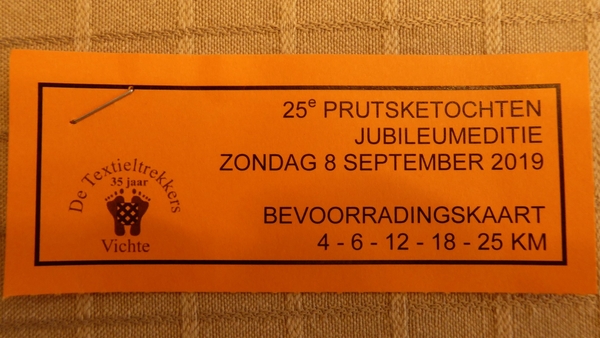 25e PRUTSKETOCHTEN
JUBILEUMEDITIE
ZONDAG 8 SEPTEMBER 2019
De Textieltrekkers
35 jaar
Vichte
BEVOORRADINGSKAART
4 - 6 - 12 - 18 - 25 KM